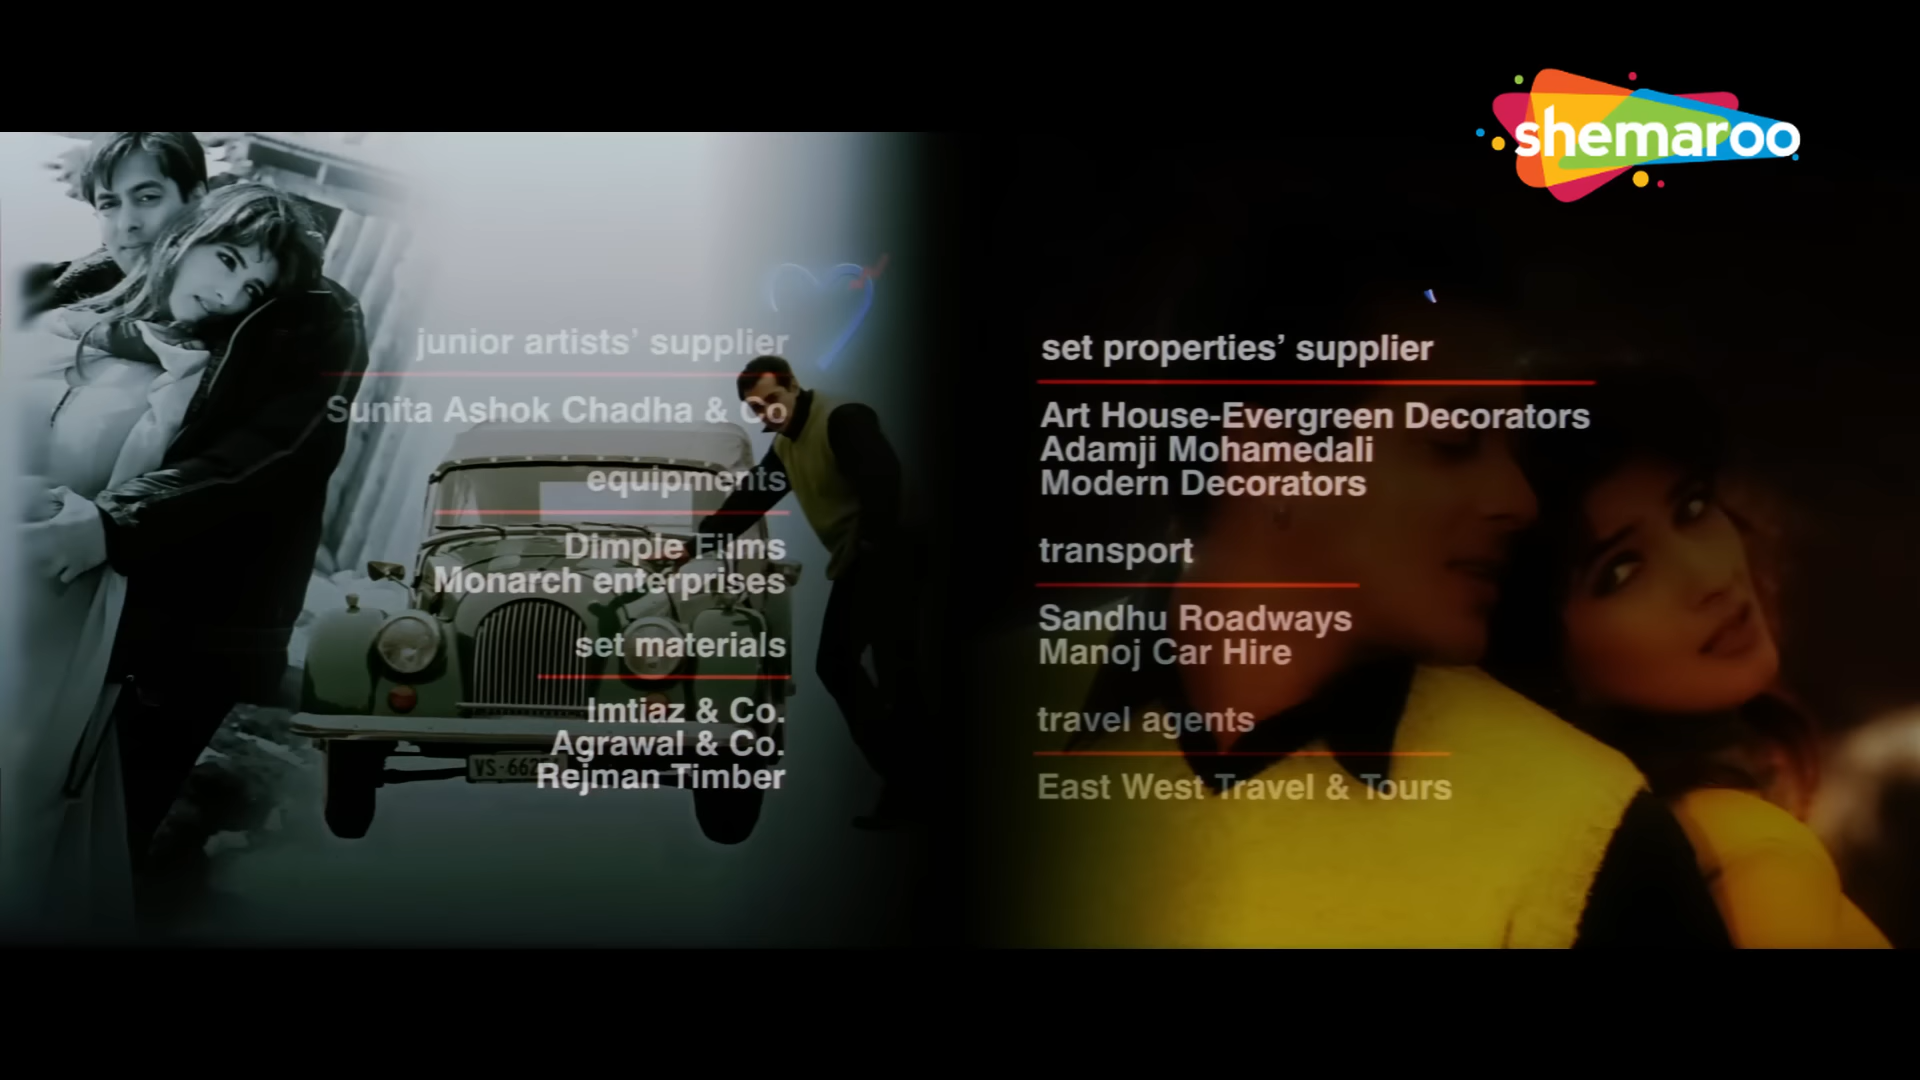 shemaroo
junior artists' supplier
Sunita Ashok Chadha & Co
equipments
Dimple Films
Monarch enterprises
set materials
Imtiaz & Co.
Agrawal & Co.
Rejman Timber
set properties' supplier
Art House-Evergreen Decorators
Adamji Mohamedali
Modern Decorators
transport
Sandhu Roadways
Manoj Car Hire
travel agents
East West Travel & Tours